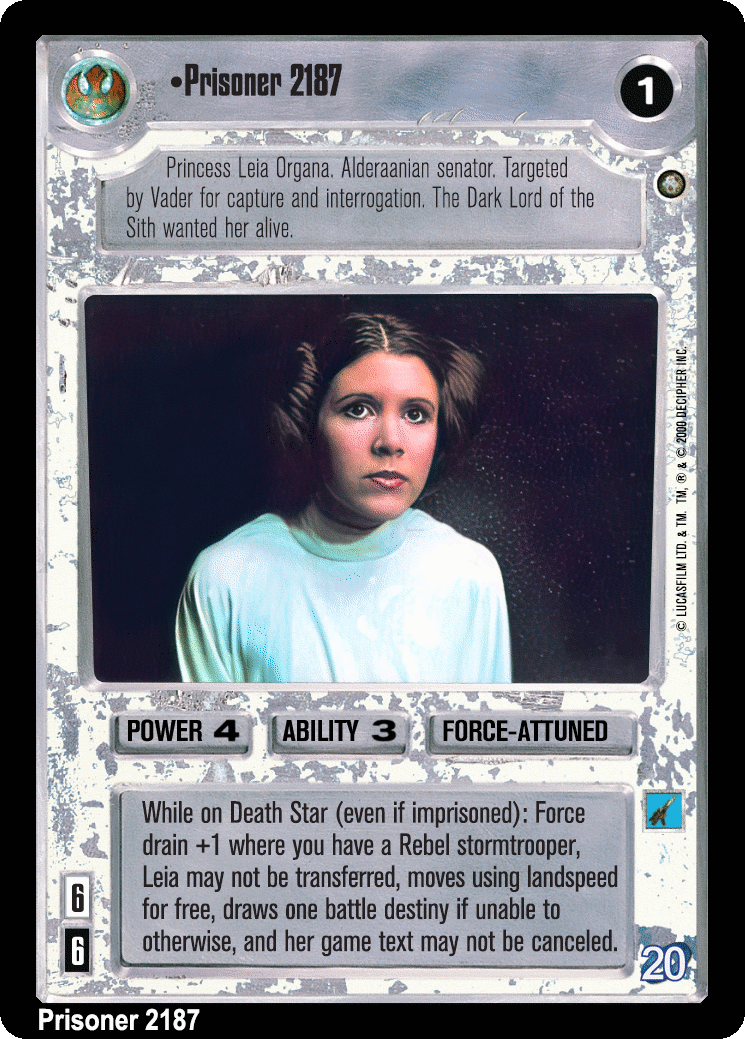 •Prisoner 2187
1
Princess Leia Organa. Alderaanian senator. Targeted
by Vader for capture and interrogation. The Dark Lord of the
Sith wanted her alive.
© LUCASFILM LTD. & TM. TM, ® & © 2000 DECIPHER INC.
POWER 4
ABILITY 3
FORCE-ATTUNED
While on Death Star (even if imprisoned): Force
drain +1 where you have a Rebel stormtrooper,
Leia may not be transferred, moves using landspeed
for free, draws one battle destiny if unable to
otherwise, and her game text may not be canceled.
6
6
20
Prisoner 2187